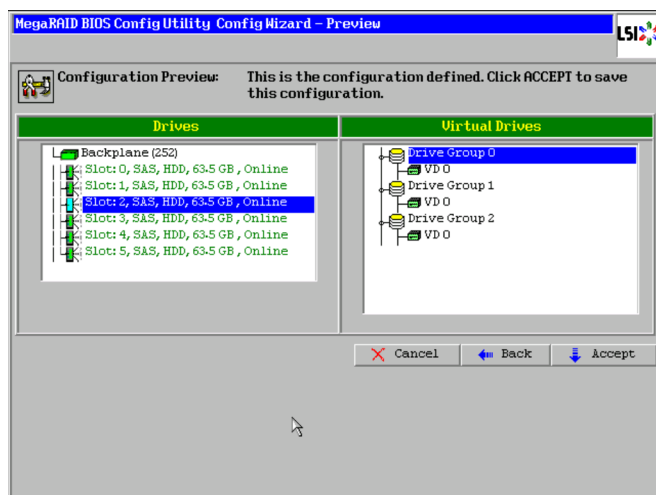 MegaRAID BIOS Config Utility Config Wizard - Preview
LSI
Configuration Preview: This is the configuration defined. Click ACCEPT to save
this configuration.
Drives
Backplane (252)
Slot: 0, SAS, HDD, 63.5 GB, Online
Slot: 1, SAS, HDD, 63.5 GB, Online
Slot: 2, SAS, HDD, 63.5 GB, Online
Slot: 3, SAS, HDD, 63.5 GB, Online
Slot: 4, SAS, HDD, 63.5 GB, Online
Slot: 5, SAS, HDD, 63.5 GB, Online
Virtual Drives
Drive Group 0
VD 0
Drive Group 1
VD 0
Drive Group 2
VD 0
Cancel
Back
Accept